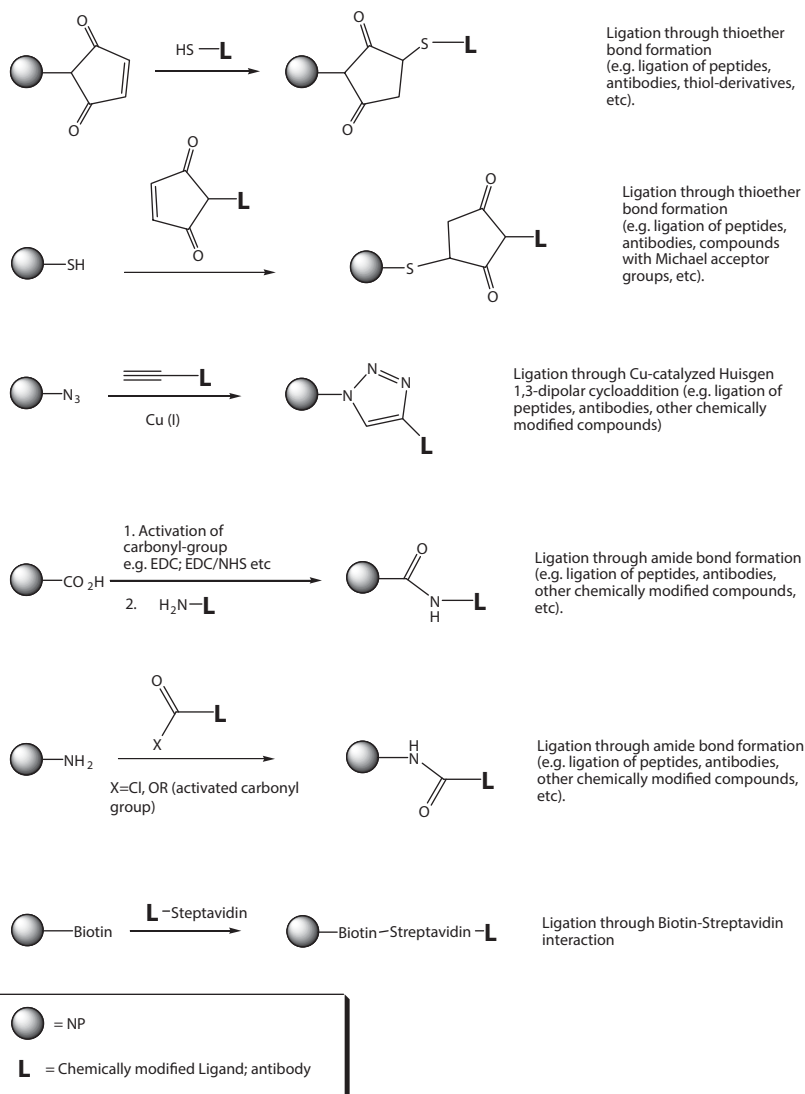 O
O
HS
L
O
O
S
L
Ligation through thioether
bond formation
(e.g. ligation of peptides,
antibodies, thiol-derivatives,
etc).
O
O
L
SH
S
O
O
L
Ligation through thioether
bond formation
(e.g. ligation of peptides,
antibodies, compounds
with Michael acceptor
groups, etc).
N3
L
Cu (I)
N
N
N
L
Ligation through Cu-catalyzed Huisgen
1,3-dipolar cycloaddition (e.g. ligation of
peptides, antibodies, other chemically
modified compounds)
CO2H
1. Activation of
carbonyl-group
e.g. EDC; EDC/NHS etc
2. H2N–L
O
N
H
L
Ligation through amide bond formation
(e.g. ligation of peptides, antibodies,
other chemically modified compounds,
etc).
NH2
O
X
L
X=Cl, OR (activated carbonyl
group)
H
N
O
L
Ligation through amide bond formation
(e.g. ligation of peptides, antibodies,
other chemically modified compounds,
etc).
Biotin
L–Steptavidin
Biotin–Streptavidin–L
Ligation through Biotin-Streptavidin
interaction
= NP
L = Chemically modified Ligand; antibody